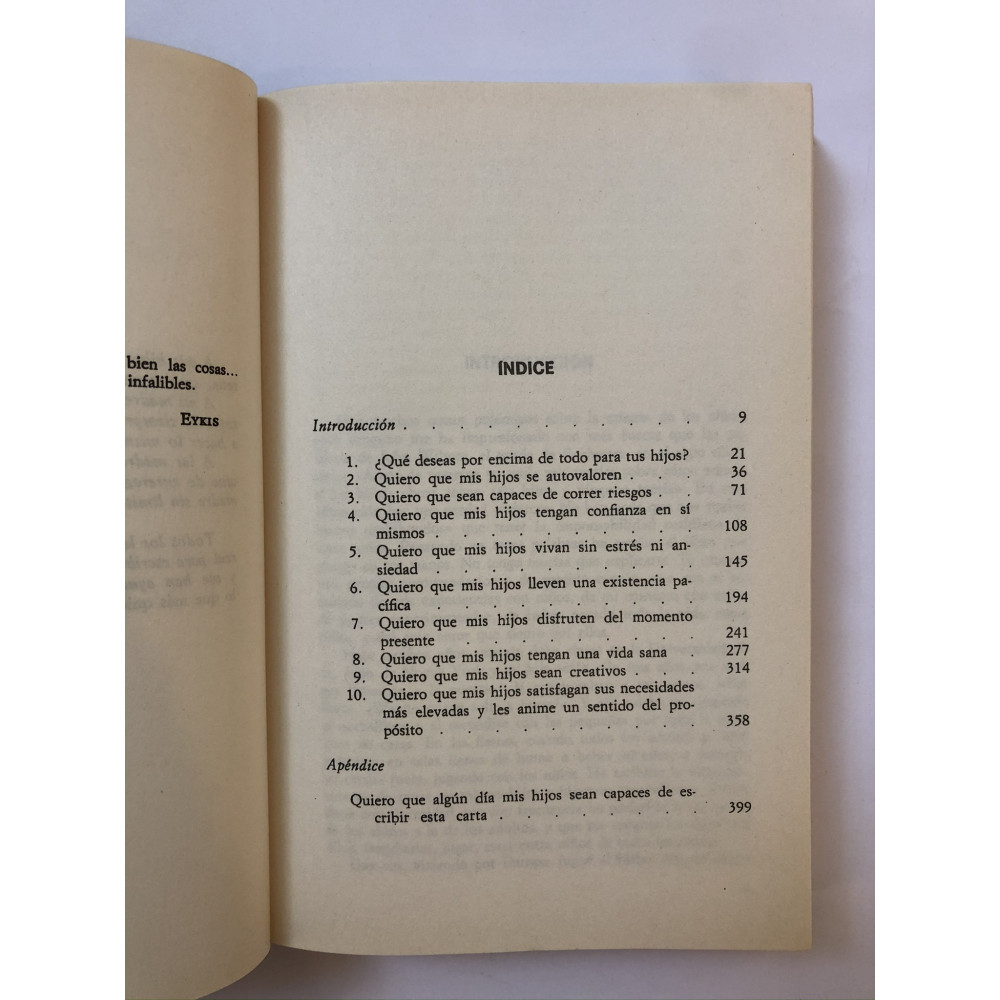 bien las cosas...
infalibles.
EYKIS
ÍNDICE
Introducción . . . . . . . . . . . 9
1. ¿Qué deseas por encima de todo para tus hijos? 21
2. Quiero que mis hijos se autovaloren . . . 36
3. Quiero que sean capaces de correr riesgos . . 71
4. Quiero que mis hijos tengan confianza en sí
mismos . . . . . . . . . 108
5. Quiero que mis hijos vivan sin estrés ni an-
siedad . . . . . . . . . 145
6. Quiero que mis hijos lleven una existencia pa-
cífica . . . . . . . . . 194
7. Quiero que mis hijos disfruten del momento
presente . . . . . . . . 241
8. Quiero que mis hijos tengan una vida sana . 277
9. Quiero que mis hijos sean creativos . . . 314
10. Quiero que mis hijos satisfagan sus necesidades
más elevadas y les anime un sentido del pro-
pósito . . . . . . . . . 358
Apéndice
Quiero que algún día mis hijos sean capaces de es-
cribir esta carta . . . . . . . 399